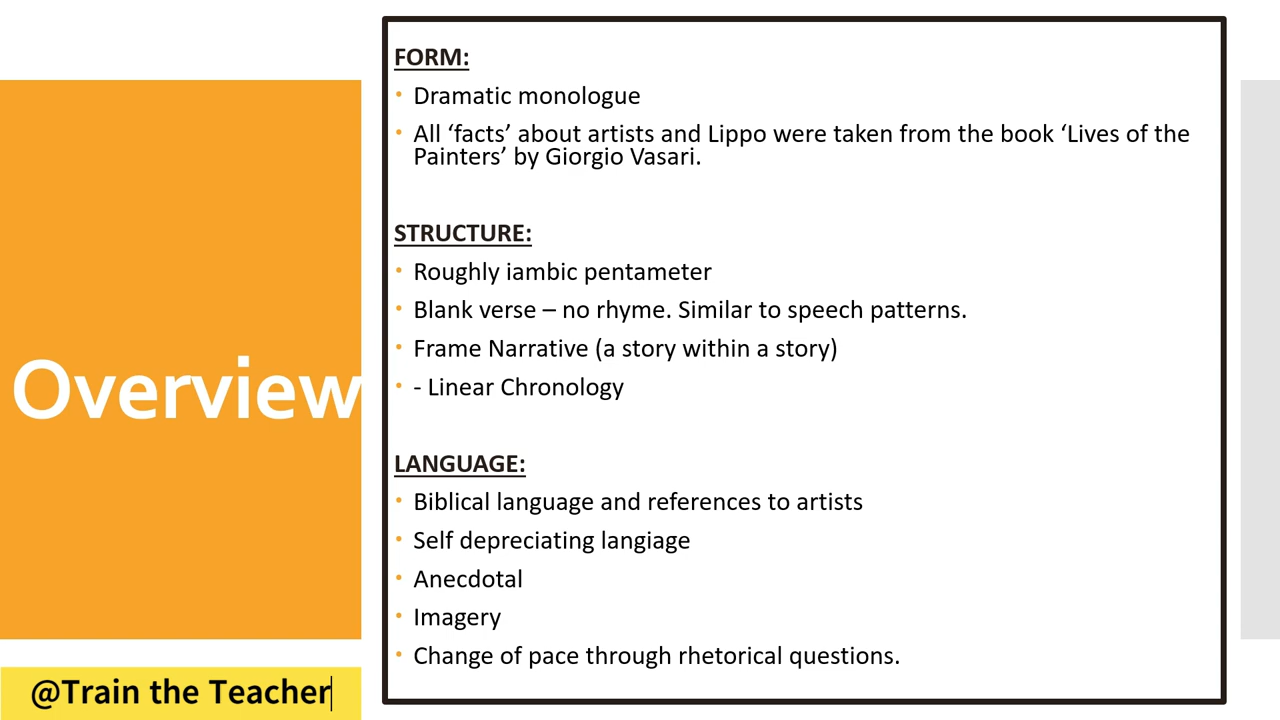 FORM:
• Dramatic monologue
• All ‘facts’ about artists and Lippo were taken from the book ‘Lives of the
Painters’ by Giorgio Vasari.
STRUCTURE:
• Roughly iambic pentameter
• Blank verse – no rhyme. Similar to speech patterns.
• Frame Narrative (a story within a story)
• - Linear Chronology
LANGUAGE:
• Biblical language and references to artists
• Self depreciating langiage
• Anecdotal
• Imagery
• Change of pace through rhetorical questions.
Overview
@Train the Teacher